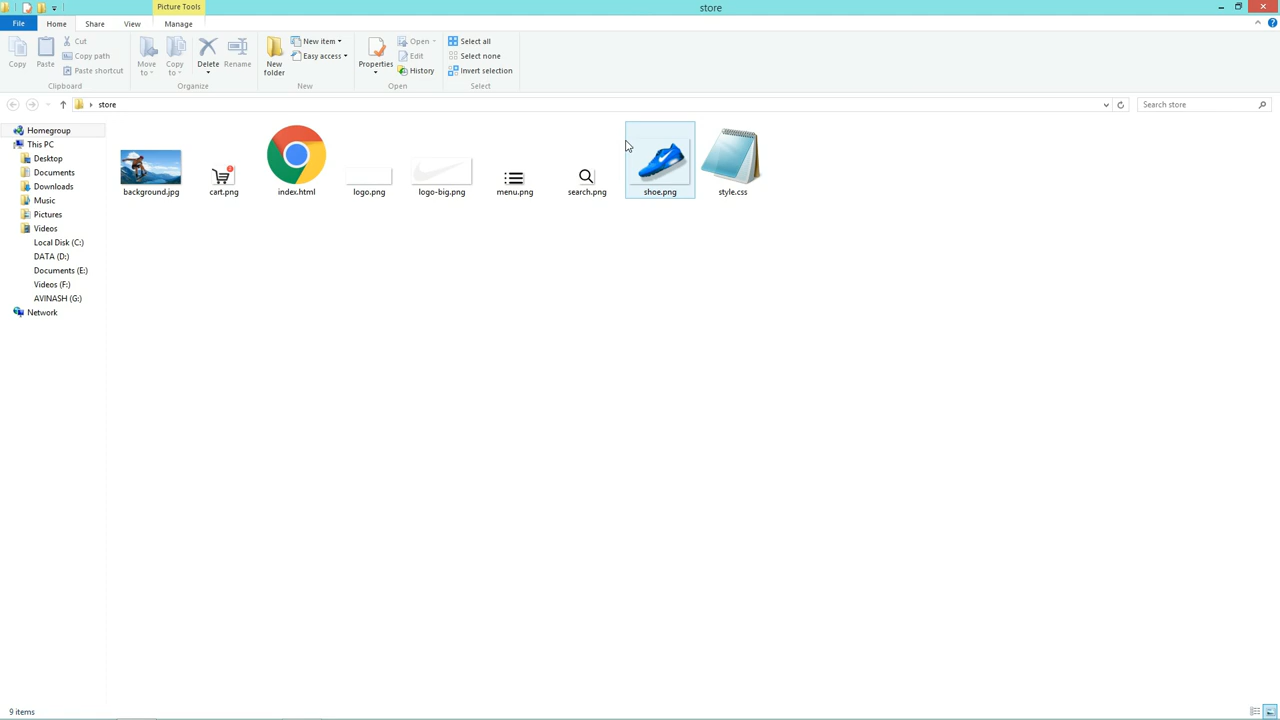 Picture Tools
store
File
Home
Share
View
Manage
Copy
Paste
Cut
Copy path
Paste shortcut
Clipboard
Move to
Copy to
Delete
Rename
Organize
New folder
New item
Easy access
New
Properties
Open
Edit
History
Open
Select all
Select none
Invert selection
Select
store
Search store
Homegroup
This PC
Desktop
Documents
Downloads
Music
Pictures
Videos
Local Disk (C:)
DATA (D:)
Documents (E:)
Videos (F:)
AVINASH (G:)
Network
background.jpg
cart.png
index.html
logo.png
logo-big.png
menu.png
search.png
shoe.png
style.css
9 items